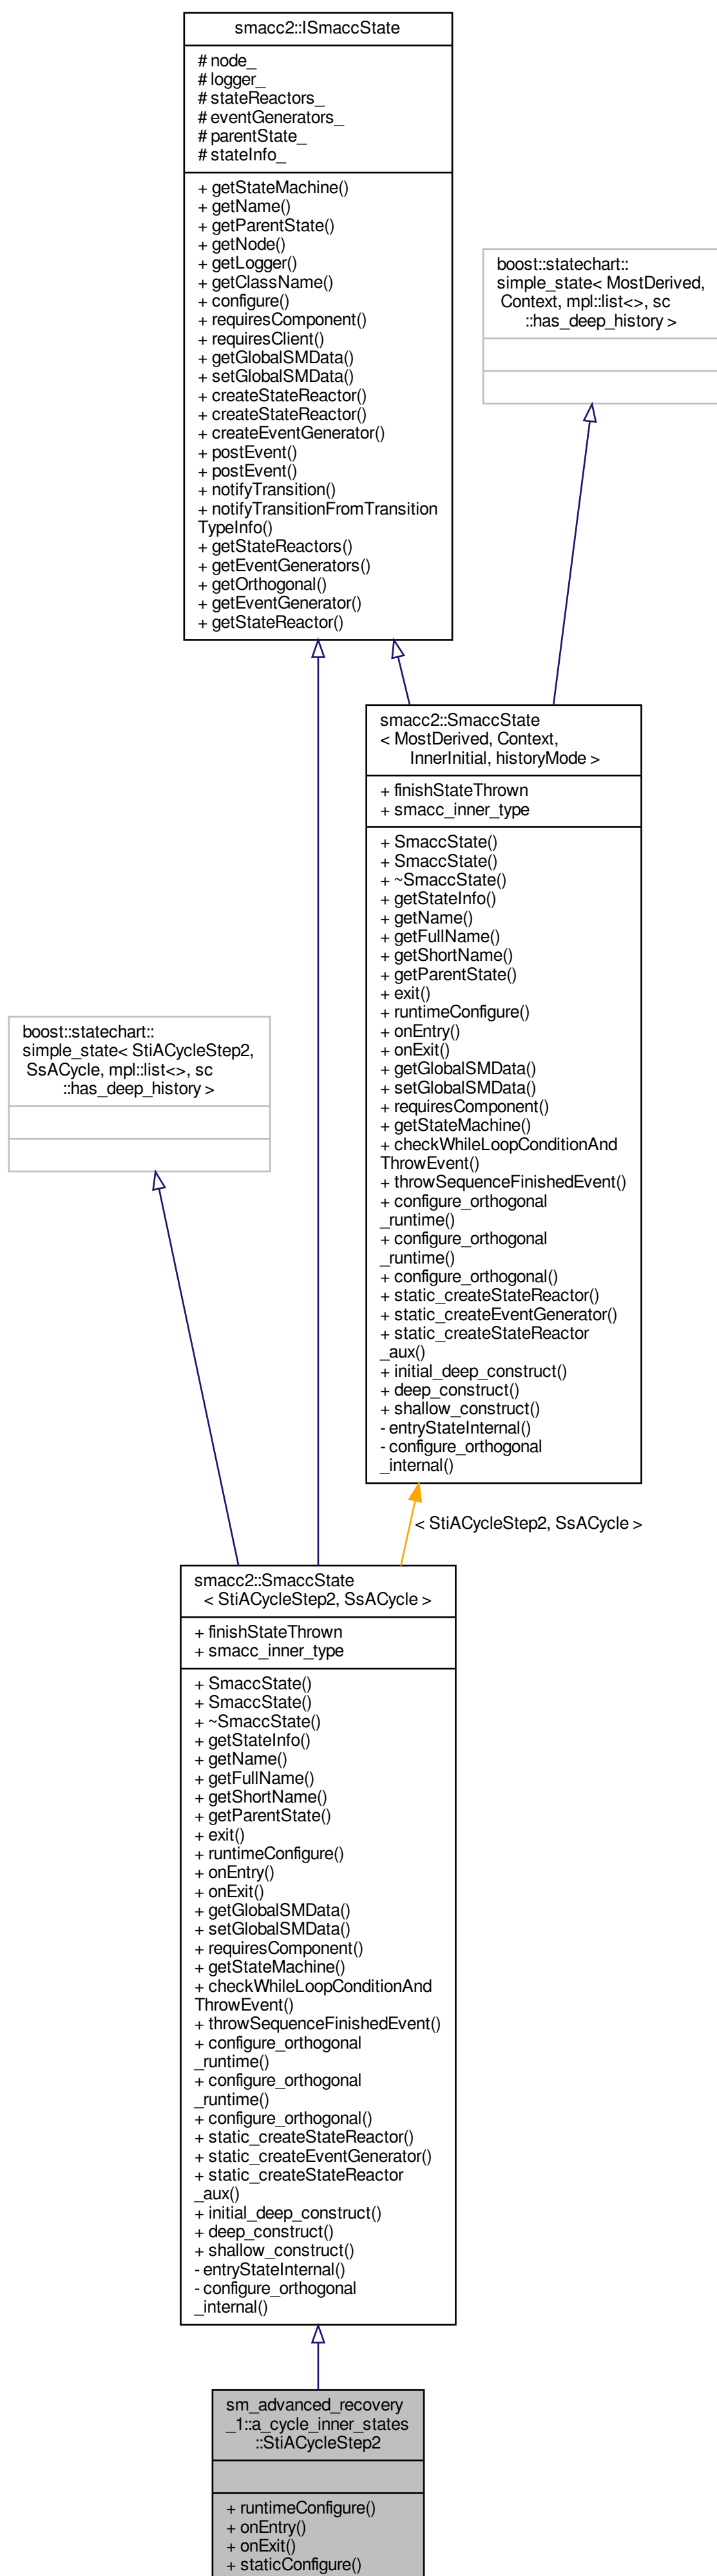 smacc2::ISmaccState
# node_
# logger_
# stateReactors_
# eventGenerators_
# parentState_
# stateInfo_
+ getStateMachine()
+ getName()
+ getParentState()
+ getNode()
+ getLogger()
+ getClassName()
+ configure()
+ requiresComponent()
+ requiresClient()
+ getGlobalSMData()
+ setGlobalSMData()
+ createStateReactor()
+ createStateReactor()
+ createEventGenerator()
+ postEvent()
+ postEvent()
+ notifyTransition()
+ notifyTransitionFromTransition
TypeInfo()
+ getStateReactors()
+ getEventGenerators()
+ getOrthogonal()
+ getEventGenerator()
+ getStateReactor()
boost::statechart::
simple_state< MostDerived,
Context, mpl::list<>, sc
::has_deep_history >
smacc2::SmaccState
< MostDerived, Context,
InnerInitial, historyMode >
+ finishStateThrown
+ smacc_inner_type
+ SmaccState()
+ SmaccState()
+ ~SmaccState()
+ getStateInfo()
+ getName()
+ getFullName()
+ getShortName()
+ getParentState()
+ exit()
+ runtimeConfigure()
+ onEntry()
+ onExit()
+ getGlobalSMData()
+ setGlobalSMData()
+ requiresComponent()
+ getStateMachine()
+ checkWhileLoopConditionAnd
ThrowEvent()
+ throwSequenceFinishedEvent()
+ configure_orthogonal
_runtime()
+ configure_orthogonal
_runtime()
+ configure_orthogonal()
+ static_createStateReactor()
+ static_createEventGenerator()
+ static_createStateReactor
_aux()
+ initial_deep_construct()
+ deep_construct()
+ shallow_construct()
- entryStateInternal()
- configure_orthogonal
_internal()
boost::statechart::
simple_state< StiACycleStep2,
SsACycle, mpl::list<>, sc
::has_deep_history >
< StiACycleStep2, SsACycle >
smacc2::SmaccState
< StiACycleStep2, SsACycle >
+ finishStateThrown
+ smacc_inner_type
+ SmaccState()
+ SmaccState()
+ ~SmaccState()
+ getStateInfo()
+ getName()
+ getFullName()
+ getShortName()
+ getParentState()
+ exit()
+ runtimeConfigure()
+ onEntry()
+ onExit()
+ getGlobalSMData()
+ setGlobalSMData()
+ requiresComponent()
+ getStateMachine()
+ checkWhileLoopConditionAnd
ThrowEvent()
+ throwSequenceFinishedEvent()
+ configure_orthogonal
_runtime()
+ configure_orthogonal
_runtime()
+ configure_orthogonal()
+ static_createStateReactor()
+ static_createEventGenerator()
+ static_createStateReactor
_aux()
+ initial_deep_construct()
+ deep_construct()
+ shallow_construct()
- entryStateInternal()
- configure_orthogonal
_internal()
sm_advanced_recovery
_1::a_cycle_inner_states
::StiACycleStep2
+ runtimeConfigure()
+ onEntry()
+ onExit()
+ staticConfigure()